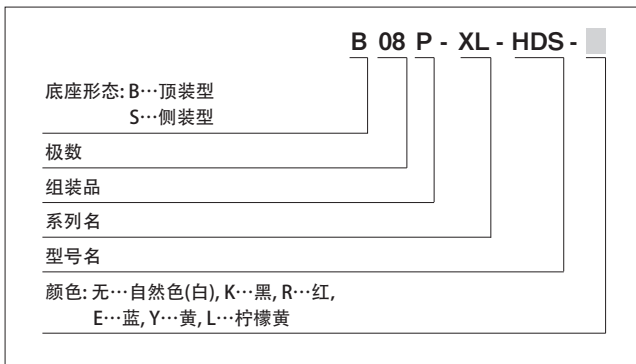 B 08 P - XL - HDS -
底座形态: B…顶装型
S…侧装型
极数
组装品
系列名
型号名
颜色: 无…自然色(白), K…黑, R…红,
E…蓝, Y…黄, L…柠檬黄